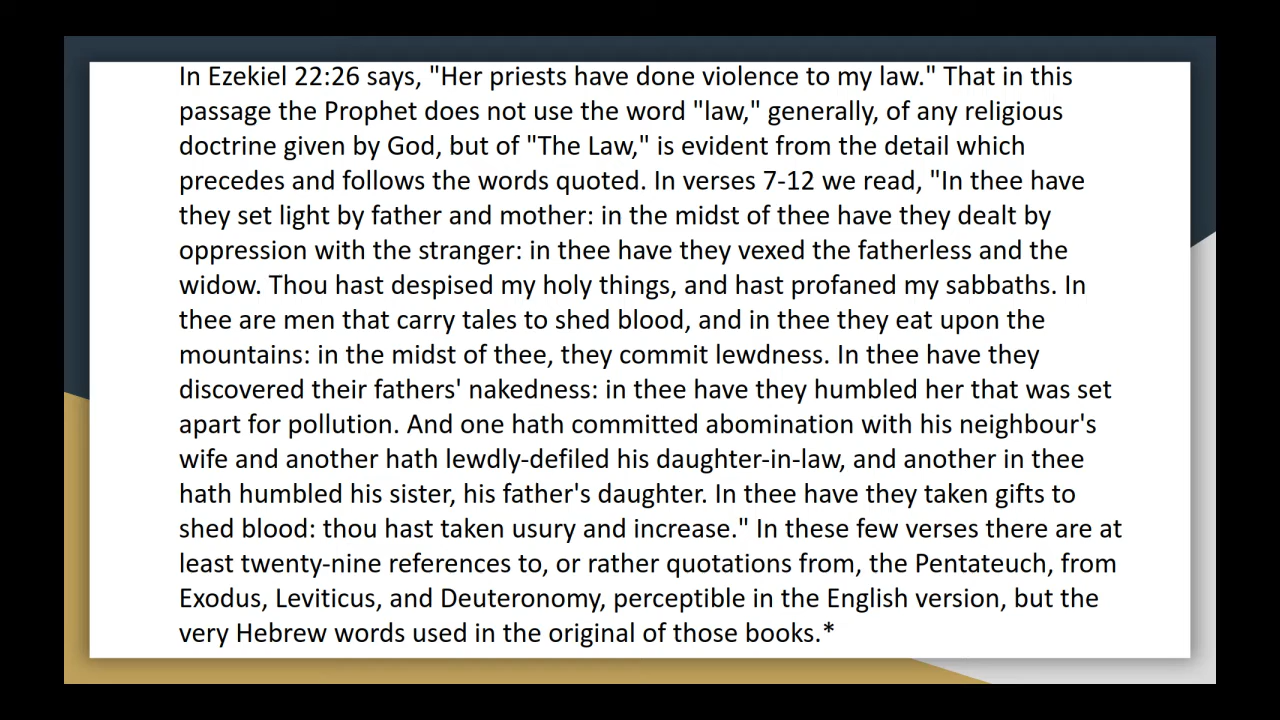 In Ezekiel 22:26 says, "Her priests have done violence to my law." That in this
passage the Prophet does not use the word "law," generally, of any religious
doctrine given by God, but of "The Law," is evident from the detail which
precedes and follows the words quoted. In verses 7-12 we read, "In thee have
they set light by father and mother: in the midst of thee have they dealt by
oppression with the stranger: in thee have they vexed the fatherless and the
widow. Thou hast despised my holy things, and hast profaned my sabbaths. In
thee are men that carry tales to shed blood, and in thee they eat upon the
mountains: in the midst of thee, they commit lewdness. In thee have they
discovered their fathers' nakedness: in thee have they humbled her that was set
apart for pollution. And one hath committed abomination with his neighbour's
wife and another hath lewdly-defiled his daughter-in-law, and another in thee
hath humbled his sister, his father's daughter. In thee have they taken gifts to
shed blood: thou hast taken usury and increase." In these few verses there are at
least twenty-nine references to, or rather quotations from, the Pentateuch, from
Exodus, Leviticus, and Deuteronomy, perceptible in the English version, but the
very Hebrew words used in the original of those books.*